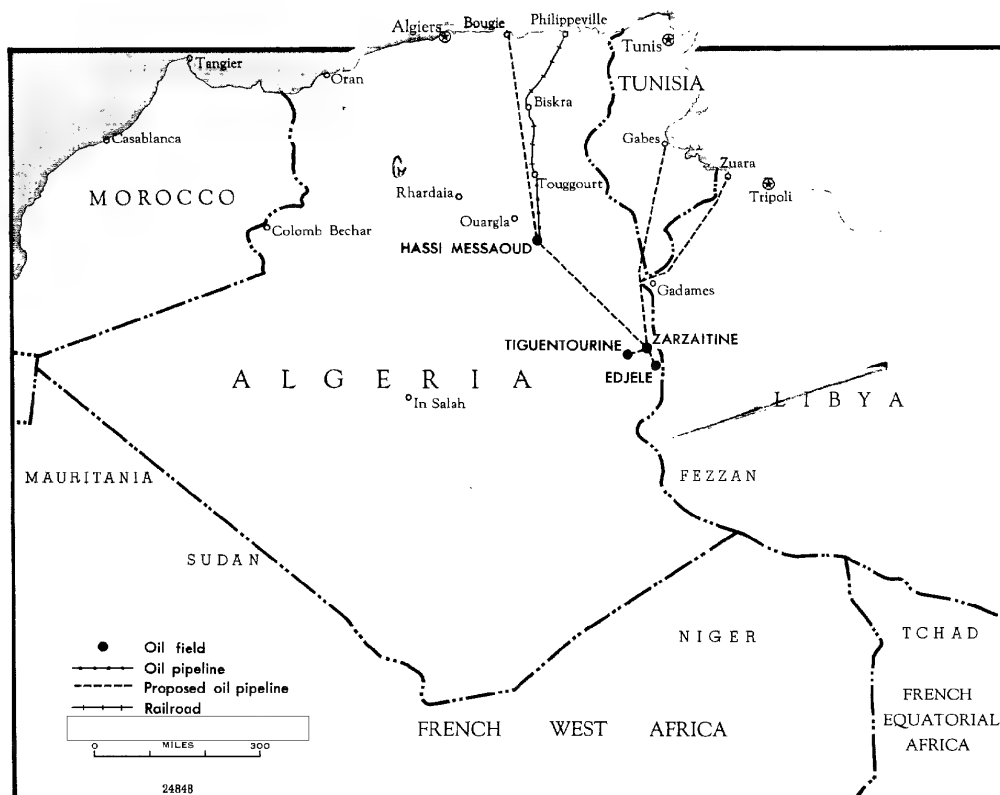 Algiers
Bougie
Philippeville
Tunis
Tangier
Oran
TUNISIA
Biskra
Casablanca
Gabes
Zuara
MOROCCO
Rhardaia
Touggourt
Tripoli
Ouargla
Colomb Bechar
HASSI MESSAOUD
Gadames
TIGUENTOURINE
ZARZAITINE
EDJELE
ALGERIA
In Salah
LIBYA
MAURITANIA
FEZZAN
SUDAN
NIGER
TCHAD
Oil field
Oil pipeline
Proposed oil pipeline
Railroad
FRENCH WEST AFRICA
FRENCH
EQUATORIAL
AFRICA
0 MILES 300
24848